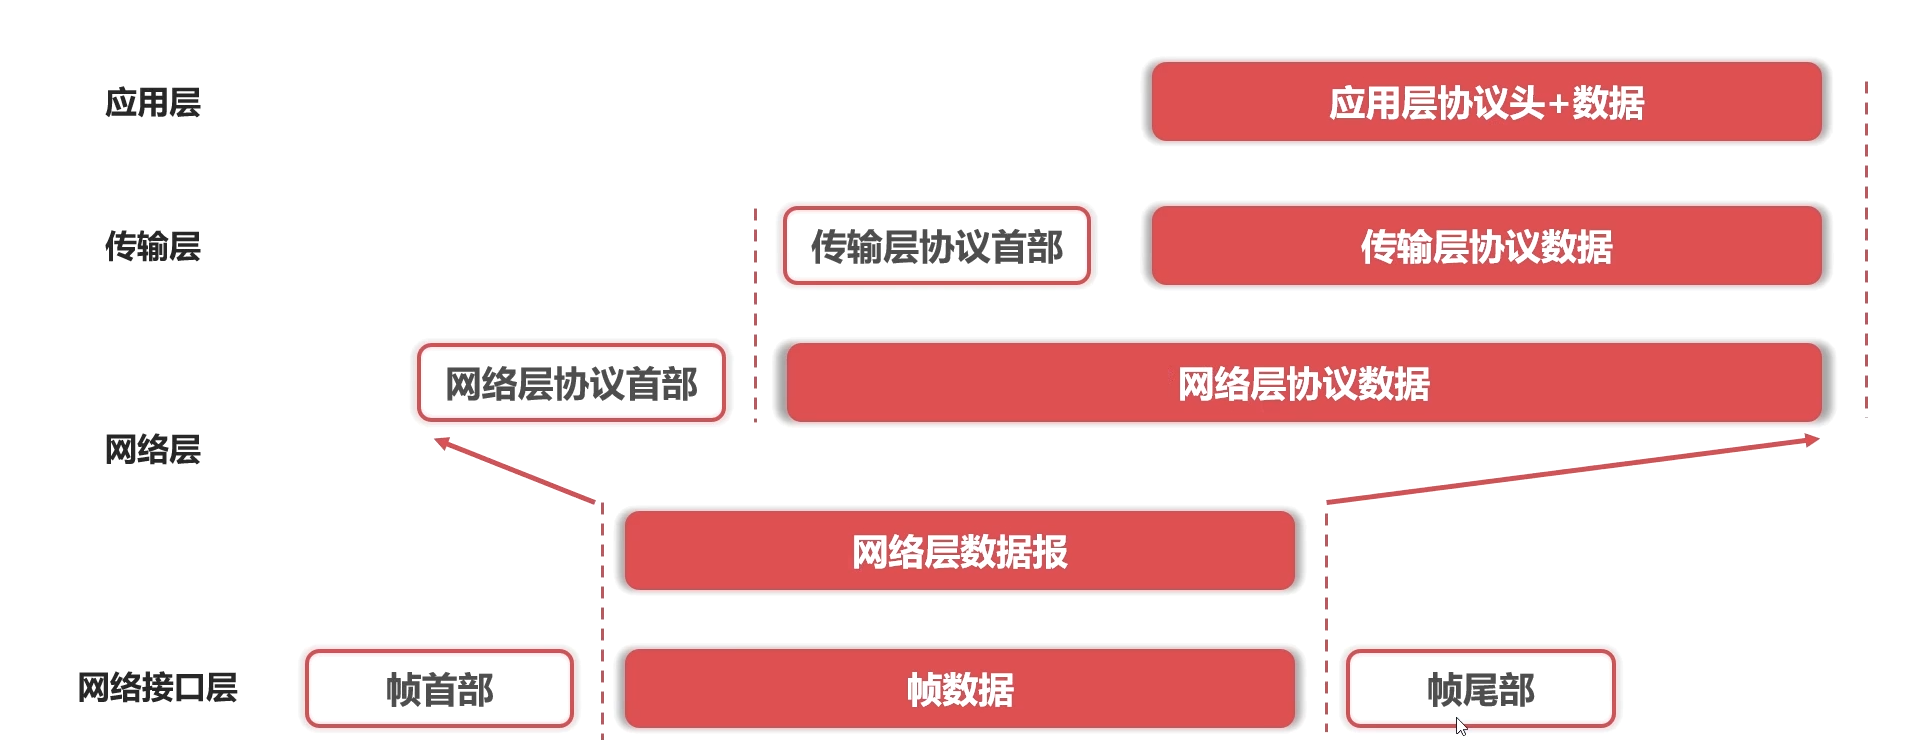 应用层
应用层协议头+数据
传输层
传输层协议首部
传输层协议数据
网络层协议首部
网络层协议数据
网络层
网络层数据报
网络接口层
帧首部
帧数据
帧尾部